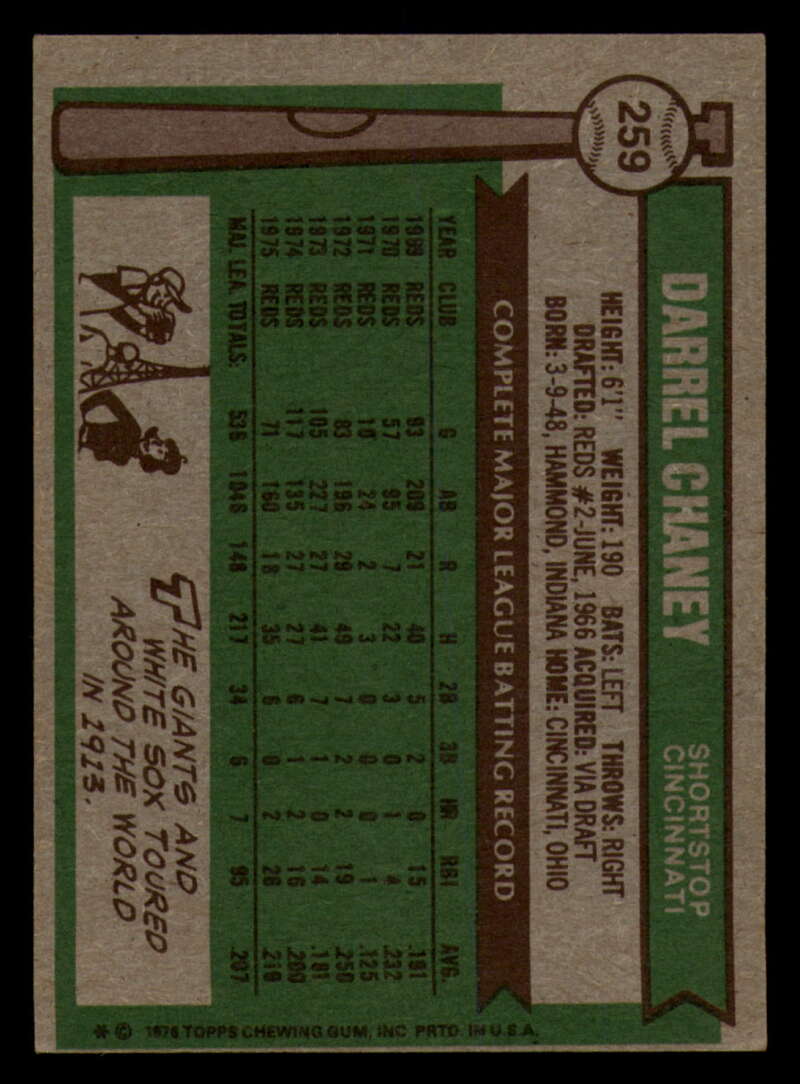 259
DARREL CHANEY
SHORTSTOP
CINCINNATI
HEIGHT: 6'1" WEIGHT: 190 BATS: LEFT THROWS: RIGHT
DRAFTED: REDS #2-JUNE, 1966 ACQUIRED: VIA DRAFT
BORN: 3-9-48, HAMMOND, INDIANA HOME: CINCINNATI, OHIO
COMPLETE MAJOR LEAGUE BATTING RECORD
YEAR CLUB G AB R H 2B 3B HR RBI AVG.
1969 REDS 93 209 21 40 5 2 0 15 .191
1970 REDS 57 95 7 22 3 0 1 4 .232
1971 REDS 10 24 2 3 0 0 0 1 .125
1972 REDS 83 196 29 49 7 2 2 19 .250
1973 REDS 105 227 27 41 7 1 0 14 .181
1974 REDS 117 135 27 27 6 1 2 16 .200
1975 REDS 71 160 18 35 6 0 2 26 .219
MAJ. LEA. TOTALS: 536 1046 148 217 34 6 7 95 .207
THE GIANTS AND
WHITE SOX TOURED
AROUND THE WORLD
IN 1913.
* © 1976 TOPPS CHEWING GUM, INC. PRTD. IN U.S.A.